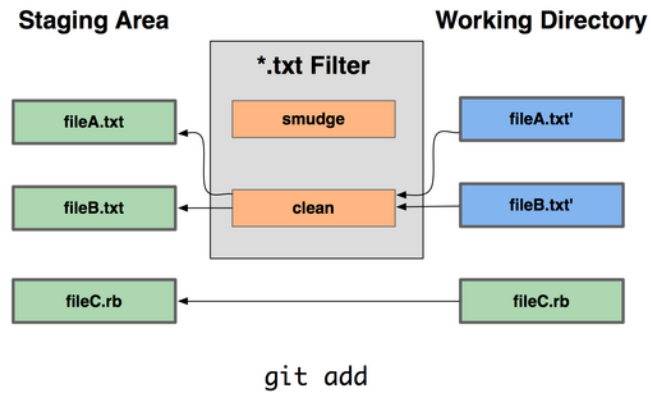 Staging Area
Working Directory
*.txt Filter
fileA.txt
smudge
fileA.txt'
fileB.txt
clean
fileB.txt'
fileC.rb
fileC.rb
git add